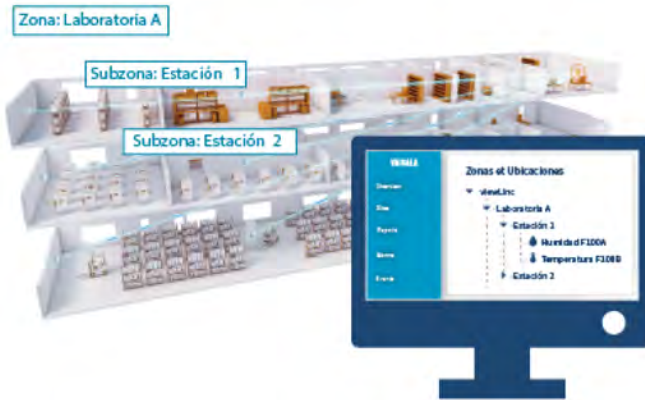 Zona: Laboratoria A
Subzona: Estación 1
Subzona: Estación 2
VAISALA
Zonas et Ubicaciones
viewLinc
Laboratoria A
Estación 1
Humidad F100A
Temperatura F100B
Estación 2